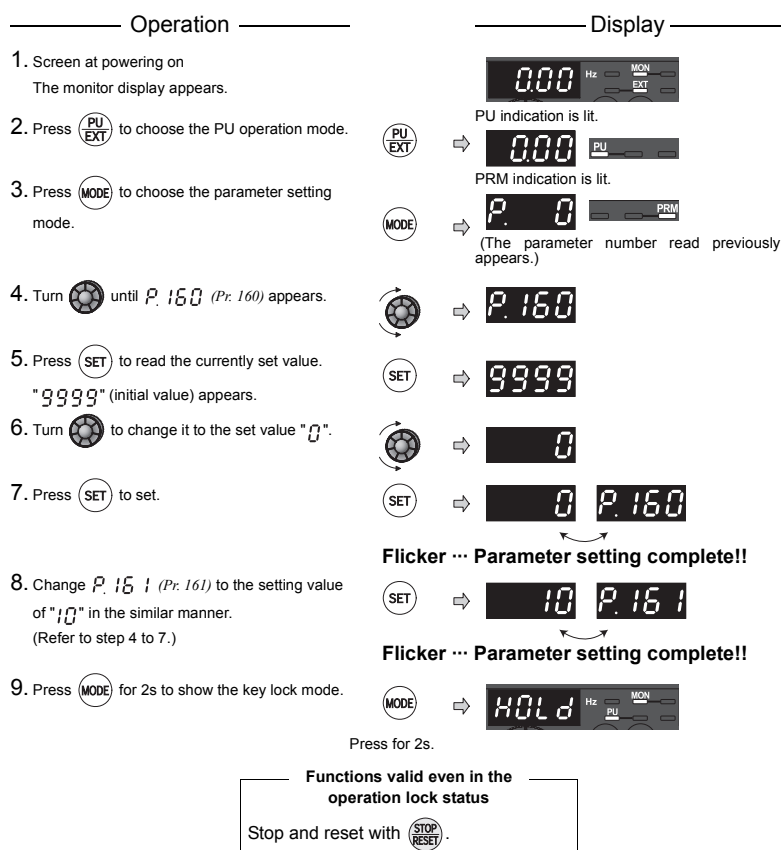 Operation
Display
1. Screen at powering on
The monitor display appears.
0.00 Hz MON EXT
2. Press PU/EXT to choose the PU operation mode.
PU/EXT
PU indication is lit.
0.00 PU
3. Press MODE to choose the parameter setting
mode.
MODE
PRM indication is lit.
P. 0 PRM
(The parameter number read previously
appears.)
4. Turn until P. 160 (Pr. 160) appears.
P. 160
5. Press SET to read the currently set value.
"9999" (initial value) appears.
SET
9999
6. Turn to change it to the set value "0".
0
7. Press SET to set.
SET
0 P. 160
Flicker ··· Parameter setting complete!!
8. Change P. 161 (Pr. 161) to the setting value
of "10" in the similar manner.
(Refer to step 4 to 7.)
SET
10 P. 161
Flicker ··· Parameter setting complete!!
9. Press MODE for 2s to show the key lock mode.
MODE
Press for 2s.
HOLd Hz MON PU
Functions valid even in the
operation lock status
Stop and reset with STOP/RESET.